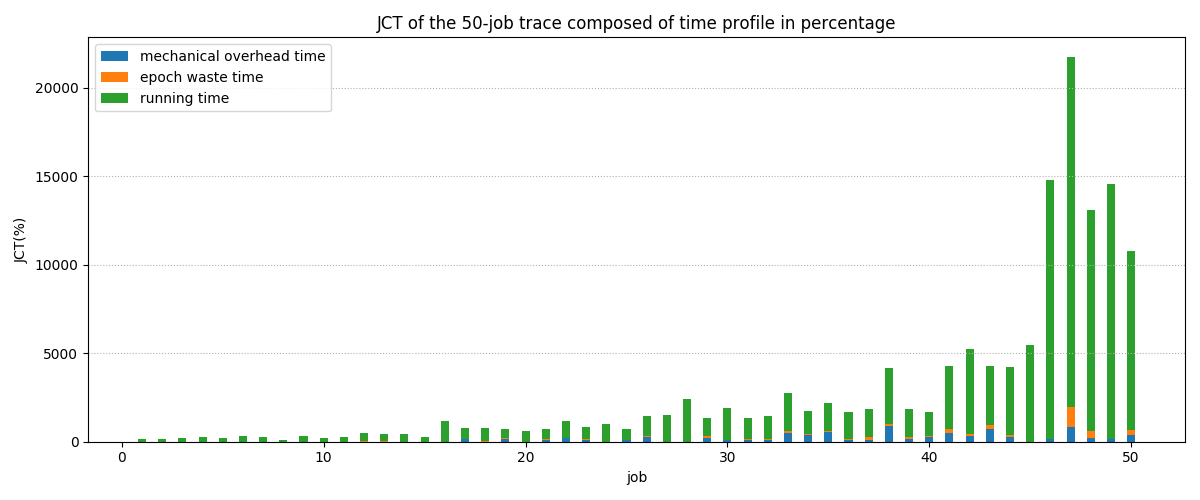 JCT of the 50-job trace composed of time profile in percentage
mechanical overhead time
epoch waste time
running time
JCT(%)
20000
15000
10000
5000
0
0 10 20 30 40 50
job